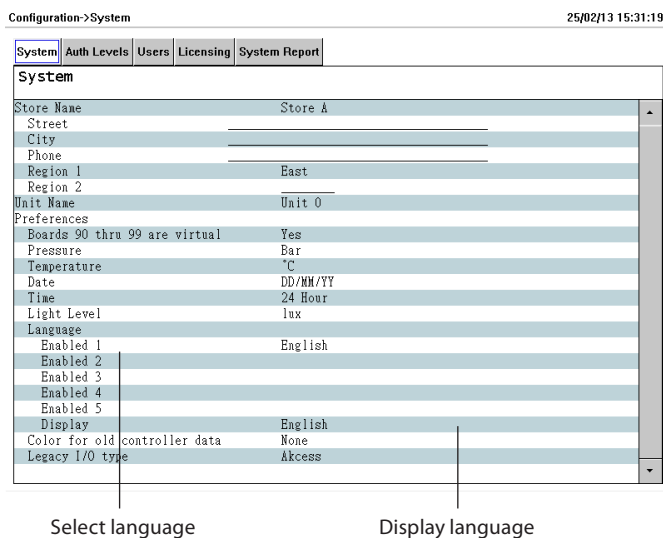 Configuration->System 25/02/13 15:31:19
System Auth Levels Users Licensing System Report
System
Store Name Store A
Street
City
Phone
Region 1 East
Region 2
Unit Name Unit 0
Preferences
Boards 90 thru 99 are virtual Yes
Pressure Bar
Temperature °C
Date DD/MM/YY
Time 24 Hour
Light Level lux
Language
Enabled 1 English
Enabled 2
Enabled 3
Enabled 4
Enabled 5
Display English
Color for old controller data None
Legacy I/O type Akcess
Select language Display language